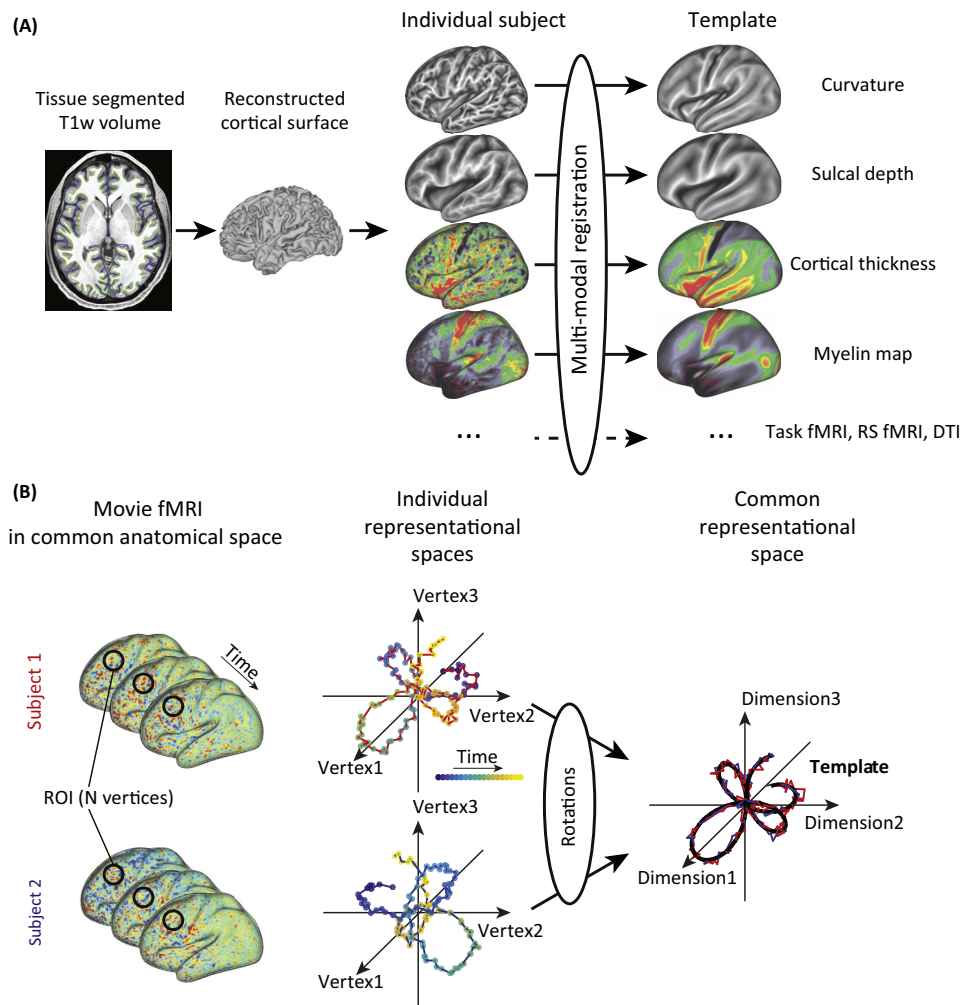 (A)
Individual subject
Template
Tissue segmented
T1w volume
Reconstructed
cortical surface
Multi-modal registration
Curvature
Sulcal depth
Cortical thickness
Myelin map
...
...
Task fMRI, RS fMRI, DTI
(B)
Movie fMRI
in common anatomical space
Individual
representational
spaces
Common
representational
space
Subject 1
Time
ROI (N vertices)
Subject 2
Vertex3
Vertex2
Vertex1
Time
Vertex3
Vertex2
Vertex1
Rotations
Dimension3
Template
Dimension2
Dimension1